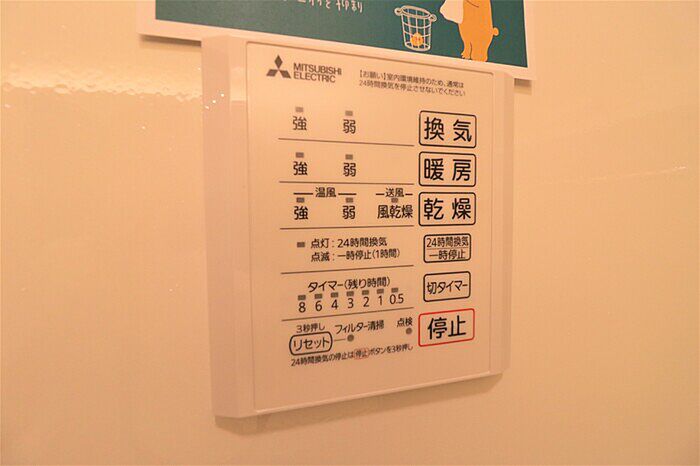 MITSUBISHI
ELECTRIC
【お願い】室内環境維持のため、通常は
24時間換気を停止させないでください
強 弱 換気
強 弱 暖房
温風 送風
強 弱 風乾燥 乾燥
点灯:24時間換気
点滅:一時停止(1時間)
24時間換気
一時停止
タイマー(残り時間)
8 6 4 3 2 1 0.5
切タイマー
3秒押し
リセット フィルター清掃 点検
停止
24時間換気の停止は停止ボタンを3秒押し